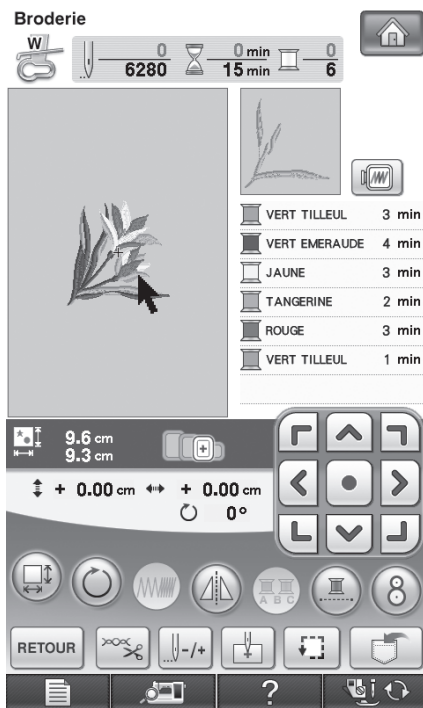 Broderie
W
0 0 min 0
6280 15 min 6
VERT TILLEUL 3 min
VERT EMERAUDE 4 min
JAUNE 3 min
TANGERINE 2 min
ROUGE 3 min
VERT TILLEUL 1 min
9.6 cm
9.3 cm
+ 0.00 cm + 0.00 cm
0°
A B C
8
RETOUR
-/+
?
i